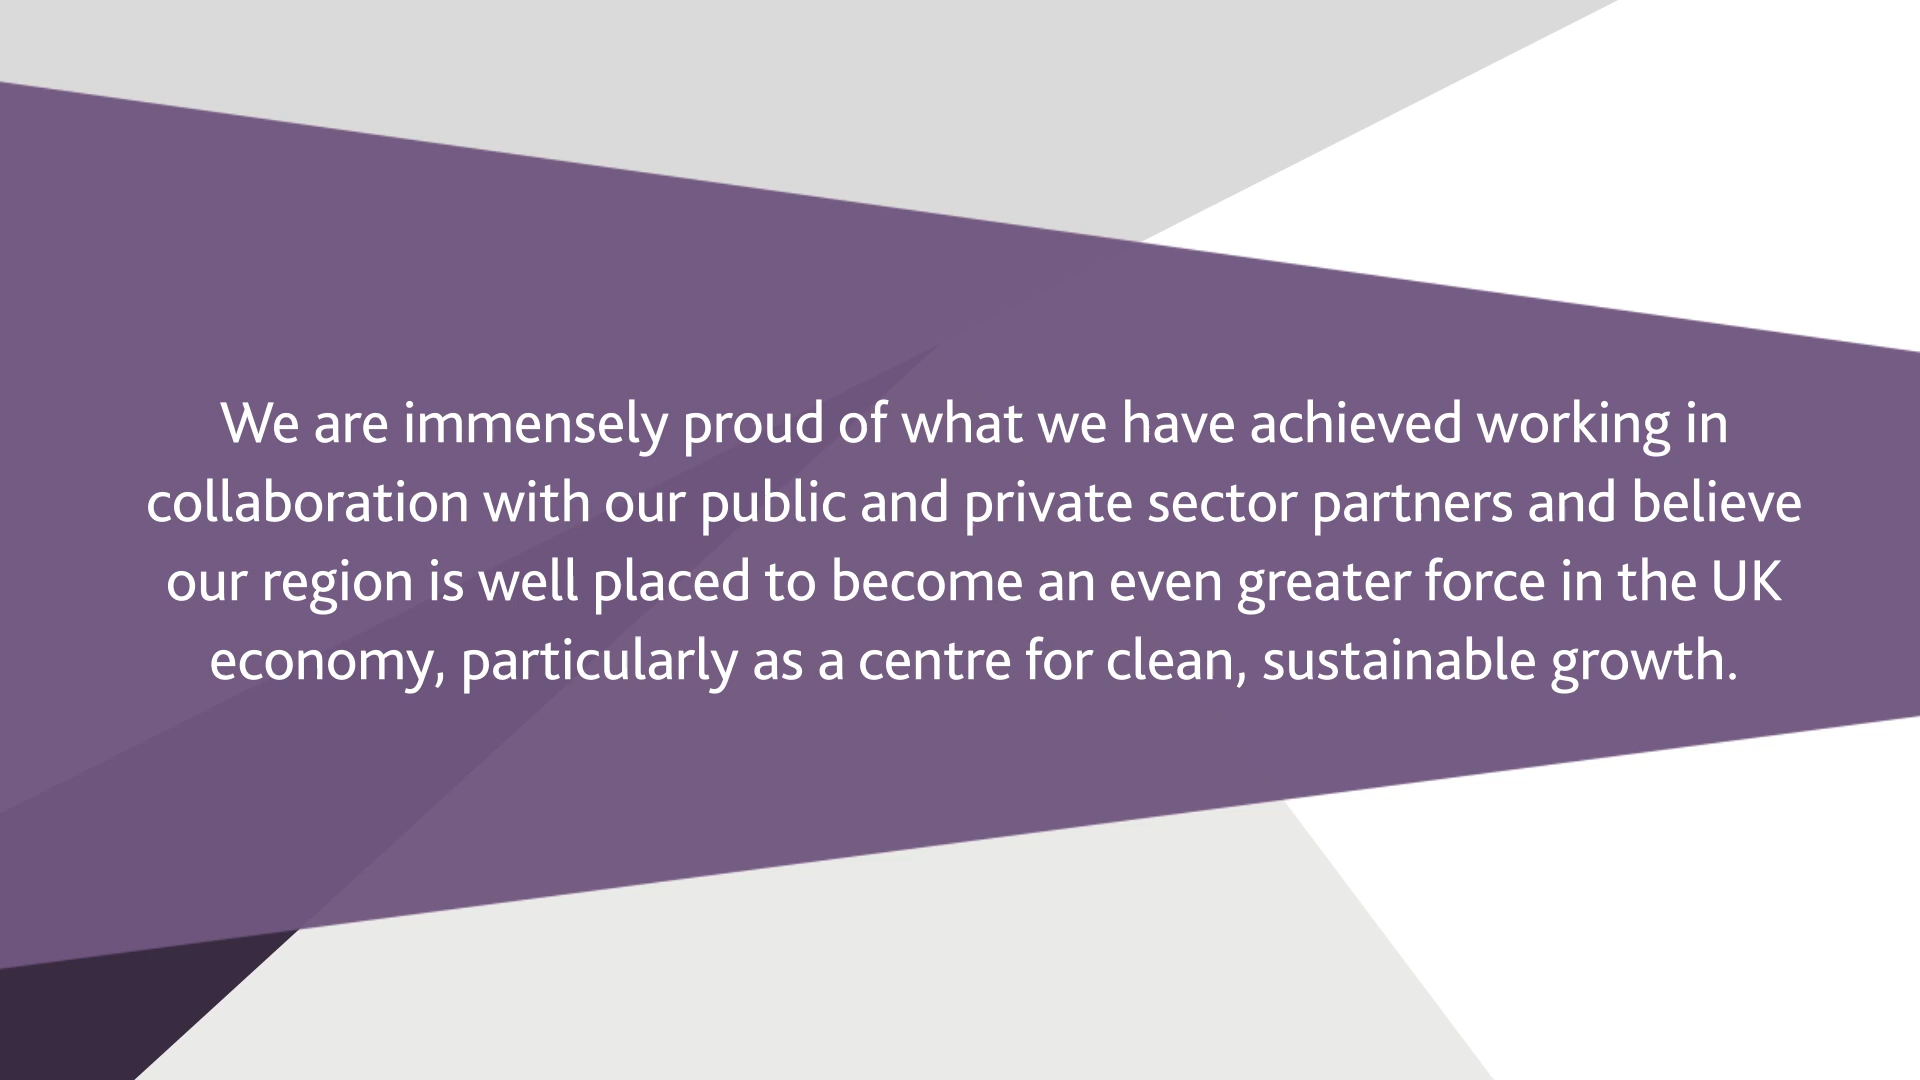 We are immensely proud of what we have achieved working in
collaboration with our public and private sector partners and believe
our region is well placed to become an even greater force in the UK
economy, particularly as a centre for clean, sustainable growth.